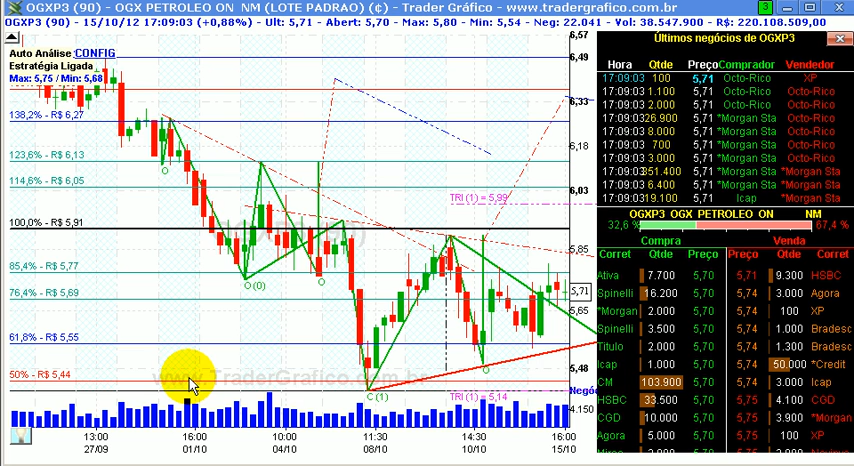 OGXP3 (90) - OGX PETROLEO ON NM (LOTE PADRAO) (¢) - Trader Gráfico - www.tradergrafico.com.br
3
OGXP3 (90) - 15/10/12 17:09:03 (+0,88%) - Ult: 5,71 - Abert: 5,70 - Max: 5,80 - Min: 5,54 - Neg: 22.041 - Vol: 38.547.900 - R$: 220.108.509,00
Auto Análise CONFIG
Estratégia Ligada
Max: 5,75 / Min: 5,68
138,2% - R$ 6,27
123,6% - R$ 6,13
114,6% - R$ 6,05
100,0% - R$ 5,91
85,4% - R$ 5,77
76,4% - R$ 5,69
61,8% - R$ 5,55
50% - R$ 5,44
TRI (1) = 5,99
TRI (1) = 5,14
O
O (0)
O
C (1)
O
www.TraderGrafico.com.br
6,57
6,49
6,33
6,18
6,03
5,85
5,71
5,65
5,48
Negóc
4.150
13:00 16:00 10:00 13:00 11:30 14:30 10:00 13:00 16:00
27/09 01/10 04/10 08/10 10/10 15/10
Últimos negócios de OGXP3
Hora Qtde Preço Comprador Vendedor
17:09:03 100 5,71 Octo-Rico XP
17:09:03 1.100 5,71 Octo-Rico Octo-Rico
17:09:03 2.000 5,71 Octo-Rico Octo-Rico
17:09:03 26.900 5,71 *Morgan Sta Octo-Rico
17:09:03 8.000 5,71 *Morgan Sta Octo-Rico
17:09:03 700 5,71 *Morgan Sta Octo-Rico
17:09:03 3.000 5,71 *Morgan Sta Octo-Rico
17:09:03 351.400 5,71 *Morgan Sta *Morgan Sta
17:09:03 6.400 5,71 *Morgan Sta *Morgan Sta
17:09:03 19.100 5,71 Icap *Morgan Sta
OGXP3 OGX PETROLEO ON NM
32,6 % 67,4 %
Compra Venda
Corret Qtde Preço Preço Qtde Corret
Ativa 7.700 5,70 5,71 9.300 HSBC
Spinelli 16.200 5,70 5,74 3.000 Agora
*Morgan 2.000 5,70 5,74 100 XP
Spinelli 3.500 5,70 5,74 1.000 Bradesc
Titulo 2.000 5,70 5,74 1.300 Bradesc
Icap 1.000 5,70 5,74 50.000 *Credit
CM 103.900 5,70 5,74 3.000 Icap
HSBC 33.500 5,70 5,75 4.100 CGD
CGD 10.000 5,70 5,75 3.900 *Morgan
Agora 5.000 5,70 5,75 100 XP